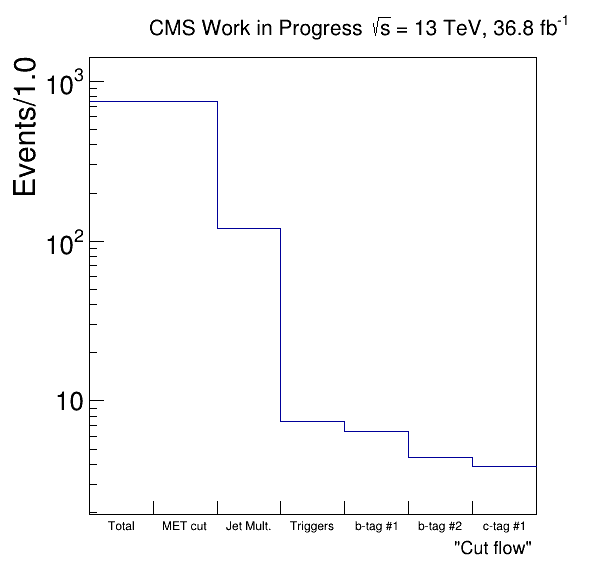 CMS Work in Progress √s = 13 TeV, 36.8 fb⁻¹
Events/1.0
10³
10²
10
Total MET cut Jet Mult. Triggers b-tag #1 b-tag #2 c-tag #1
"Cut flow"